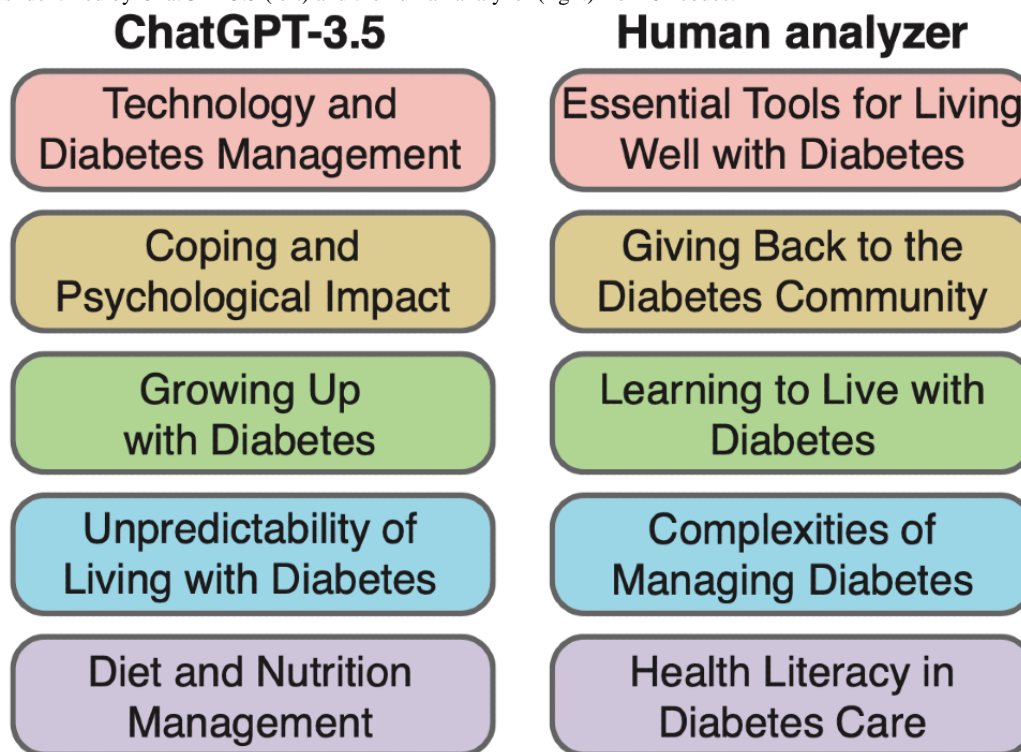 ChatGPT-3.5
Human analyzer
Technology and
Diabetes Management
Essential Tools for Living
Well with Diabetes
Coping and
Psychological Impact
Giving Back to the
Diabetes Community
Growing Up
with Diabetes
Learning to Live with
Diabetes
Unpredictability of
Living with Diabetes
Complexities of
Managing Diabetes
Diet and Nutrition
Management
Health Literacy in
Diabetes Care